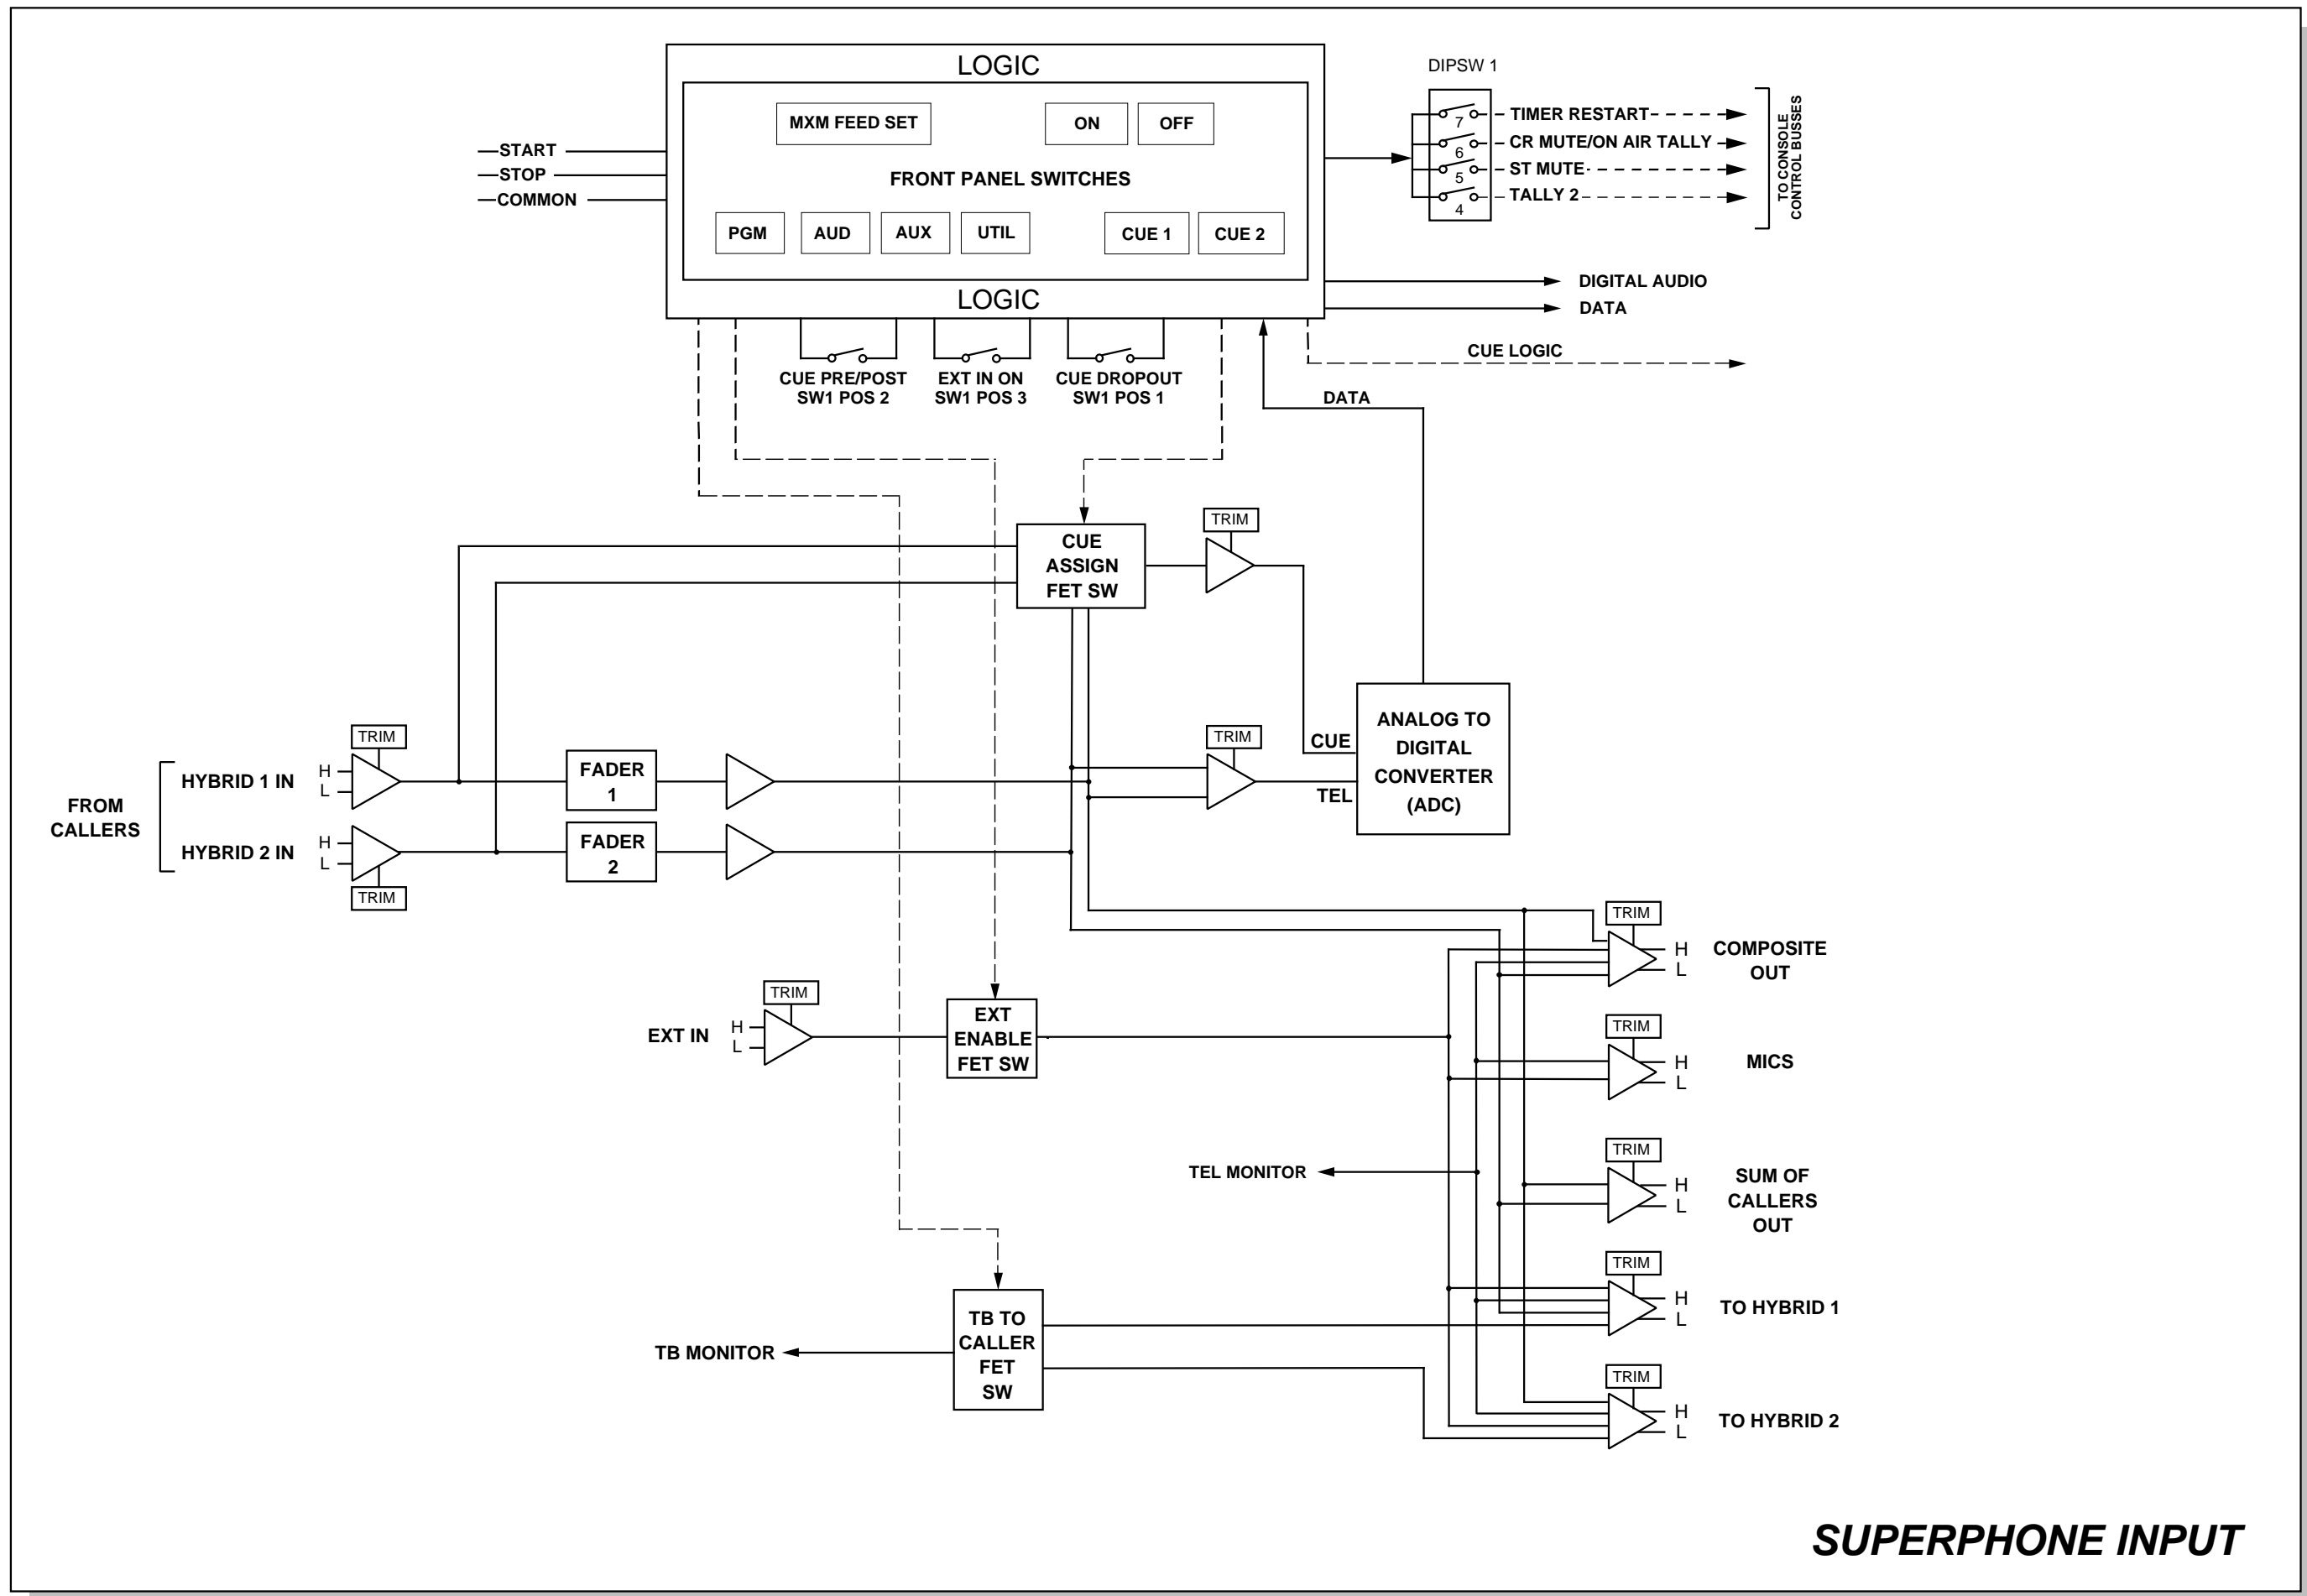 LOGIC
DIPSW 1
MXM FEED SET
ON
OFF
FRONT PANEL SWITCHES
PGM
AUD
AUX
UTIL
CUE 1
CUE 2
LOGIC
START
STOP
COMMON
7
6
5
4
TIMER RESTART
CR MUTE/ON AIR TALLY
ST MUTE
TALLY 2
TO CONSOLE
CONTROL BUSSES
DIGITAL AUDIO
DATA
CUE LOGIC
CUE PRE/POST
SW1 POS 2
EXT IN ON
SW1 POS 3
CUE DROPOUT
SW1 POS 1
DATA
CUE
ASSIGN
FET SW
TRIM
FROM
CALLERS
HYBRID 1 IN
H
L
TRIM
FADER
1
TRIM
CUE
TEL
ANALOG TO
DIGITAL
CONVERTER
(ADC)
HYBRID 2 IN
H
L
TRIM
FADER
2
TRIM
H
L
COMPOSITE
OUT
EXT IN
H
L
TRIM
EXT
ENABLE
FET SW
TRIM
H
L
MICS
TEL MONITOR
TRIM
H
L
SUM OF
CALLERS
OUT
TB MONITOR
TB TO
CALLER
FET
SW
TRIM
H
L
TO HYBRID 1
TRIM
H
L
TO HYBRID 2
SUPERPHONE INPUT